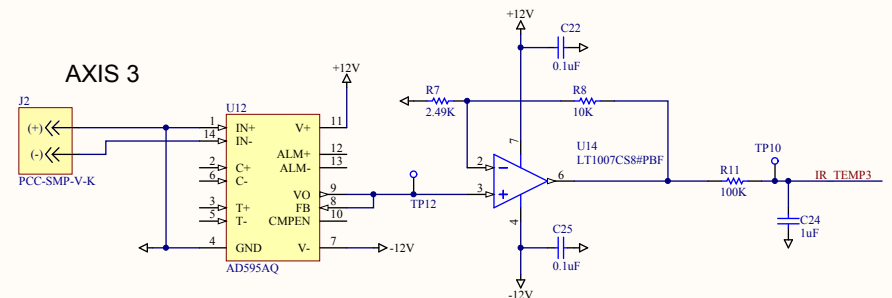 +12V
C22
0.1uF
AXIS 3
+12V
J2
(+)
(-)
PCC-SMP-V-K
U12
1 IN+ V+ 11
14 IN-
ALM+ 12
2 C+ ALM- 13
6 C-
VO 9
3 T+ FB 8
5 T- CMPEN 10
4 GND V- 7
-12V
AD595AQ
TP12
R7
2.49K
R8
10K
7
U14
LT1007CS8#PBF
2
3
6
4
R11
100K
TP10
IR_TEMP3
C24
1uF
C25
0.1uF
-12V